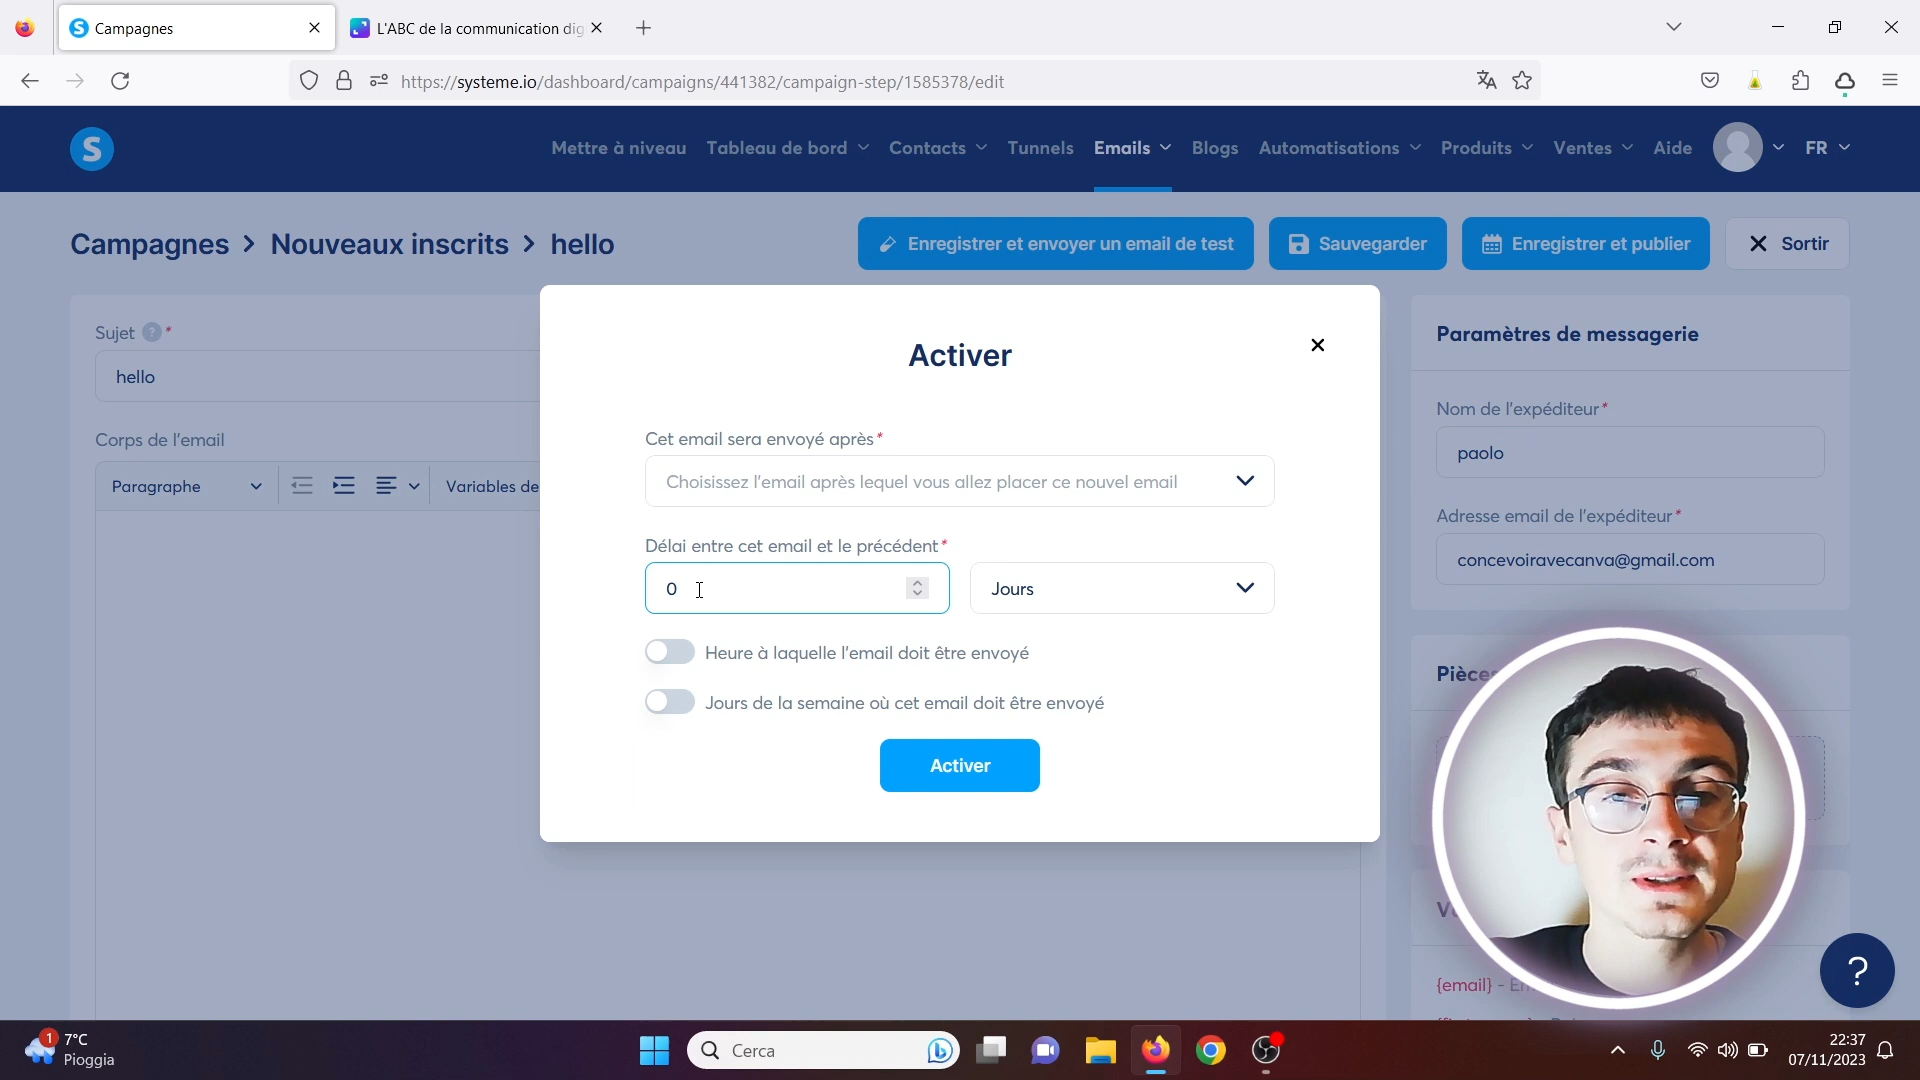 Campagnes
L'ABC de la communication dig
https://systeme.io/dashboard/campaigns/441382/campaign-step/1585378/edit
S
Mettre à niveau
Tableau de bord
Contacts
Tunnels
Emails
Blogs
Automatisations
Produits
Ventes
Aide
FR
Campagnes > Nouveaux inscrits > hello
Enregistrer et envoyer un email de test
Sauvegarder
Enregistrer et publier
Sortir
Sujet ? *
hello
Corps de l'email
Paragraphe
Variables de
Activer
Cet email sera envoyé après *
Choisissez l'email après lequel vous allez placer ce nouvel email
Délai entre cet email et le précédent *
0
Jours
Heure à laquelle l'email doit être envoyé
Jours de la semaine où cet email doit être envoyé
Activer
Paramètres de messagerie
Nom de l'expéditeur *
paolo
Adresse email de l'expéditeur *
concevoiravecanva@gmail.com
Pièces
{email} -
?
1
7°C
Pioggia
Cerca
22:37
07/11/2023